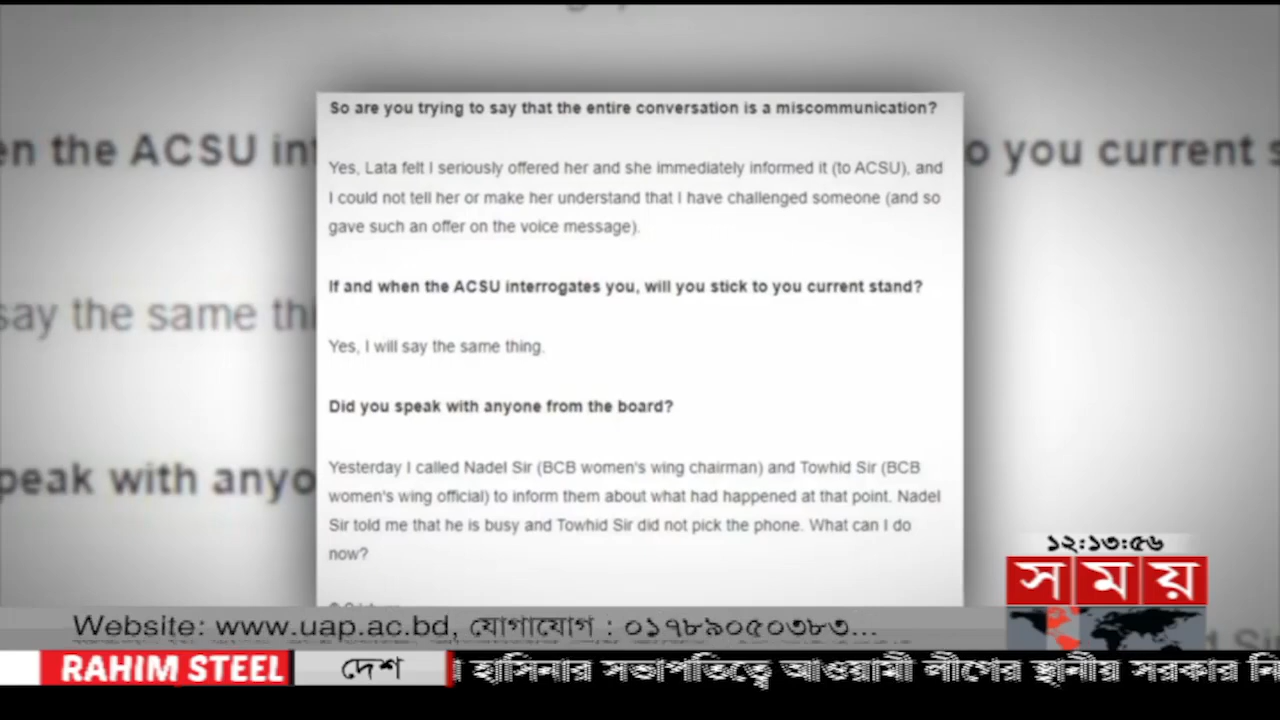 So are you trying to say that the entire conversation is a miscommunication?
en the ACSU in
o you current s
Yes, Lata felt I seriously offered her and she immediately informed it (to ACSU), and
I could not tell her or make her understand that I have challenged someone (and so
gave such an offer on the voice message).
If and when the ACSU interrogates you, will you stick to you current stand?
say the same thi
Yes, I will say the same thing.
Did you speak with anyone from the board?
peak with anyo
Yesterday I called Nadel Sir (BCB women's wing chairman) and Towhid Sir (BCB
women's wing official) to inform them about what had happened at that point. Nadel
Sir told me that he is busy and Towhid Sir did not pick the phone. What can I do
now?
১২:১৩:৫৬
সময়
Website: www.uap.ac.bd, যোগাযোগ : ০১৭৮৯০৫০৩৮৩...
RAHIM STEEL
দেশ
হাসিনার সভাপতিত্বে আওয়ামী লীগের স্থানীয় সরকার নি